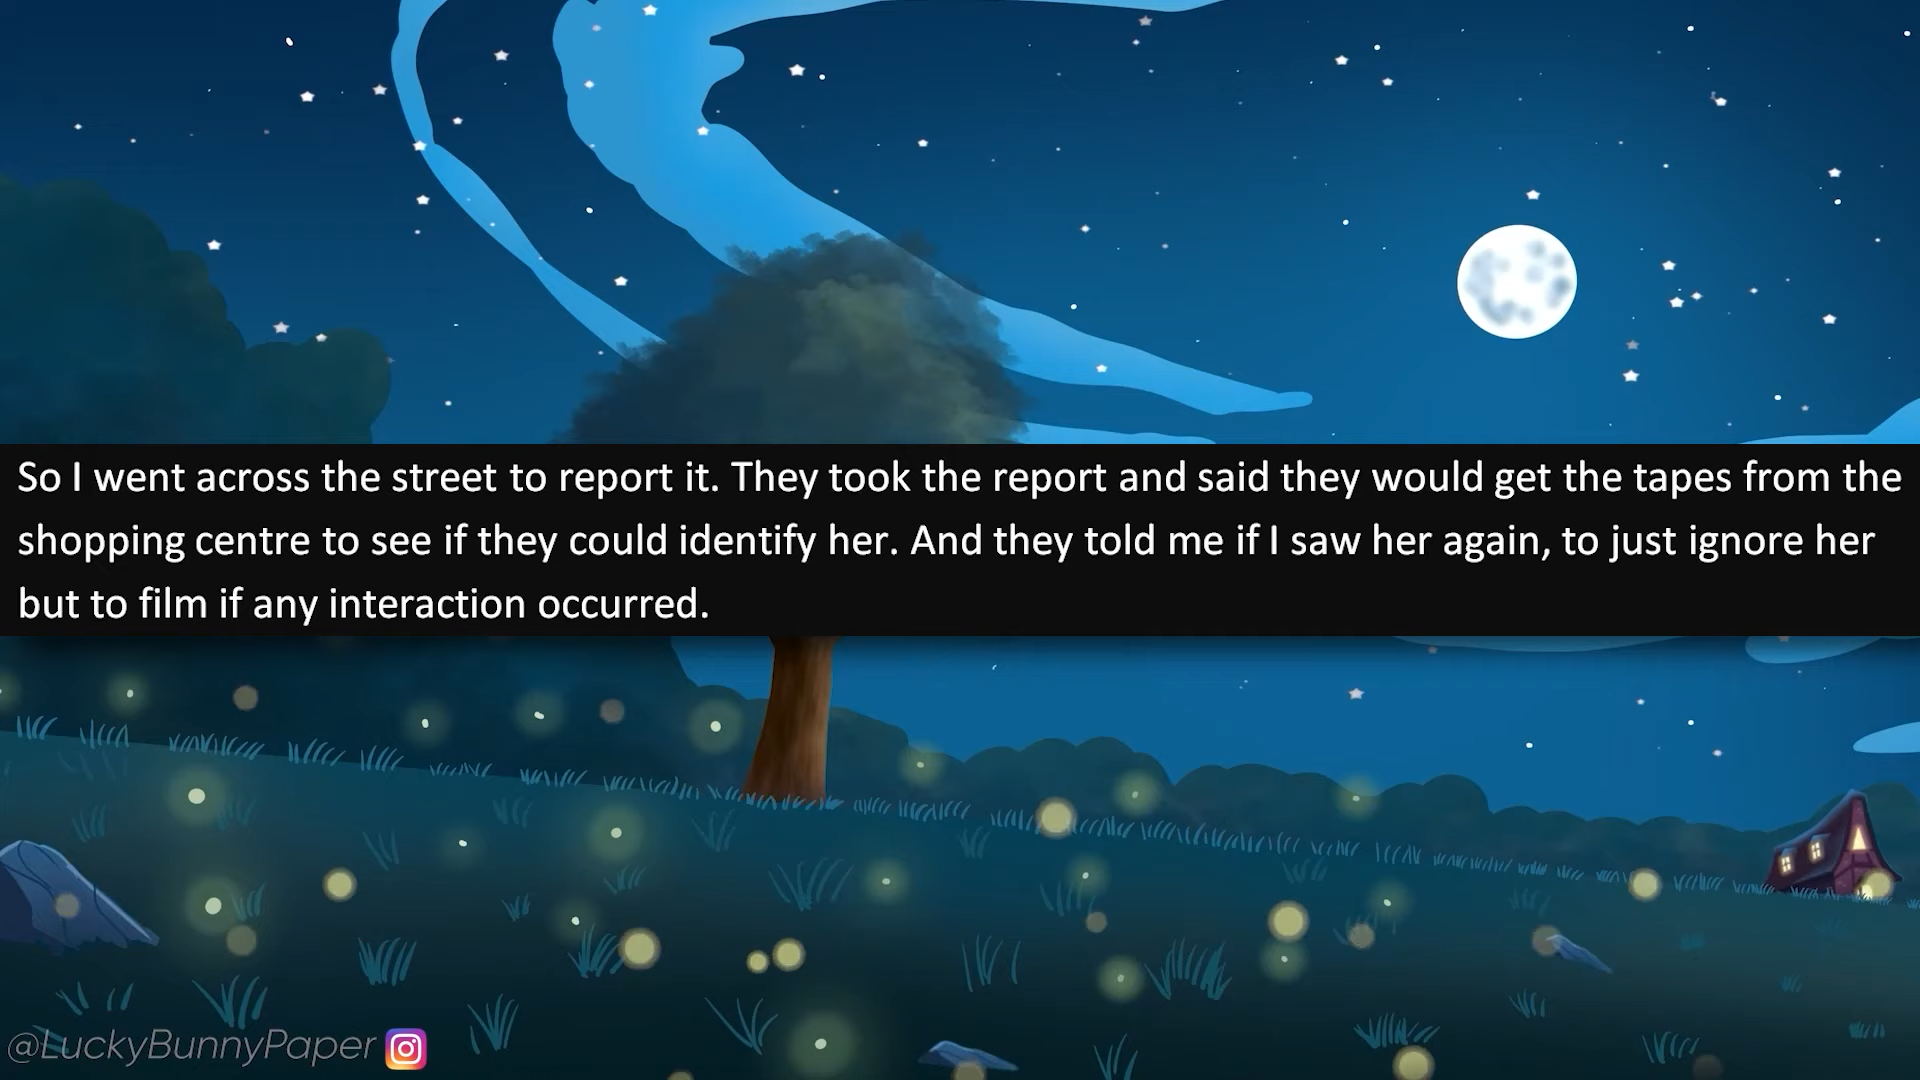 So I went across the street to report it. They took the report and said they would get the tapes from the
shopping centre to see if they could identify her. And they told me if I saw her again, to just ignore her
but to film if any interaction occurred.
@LuckyBunnyPaper